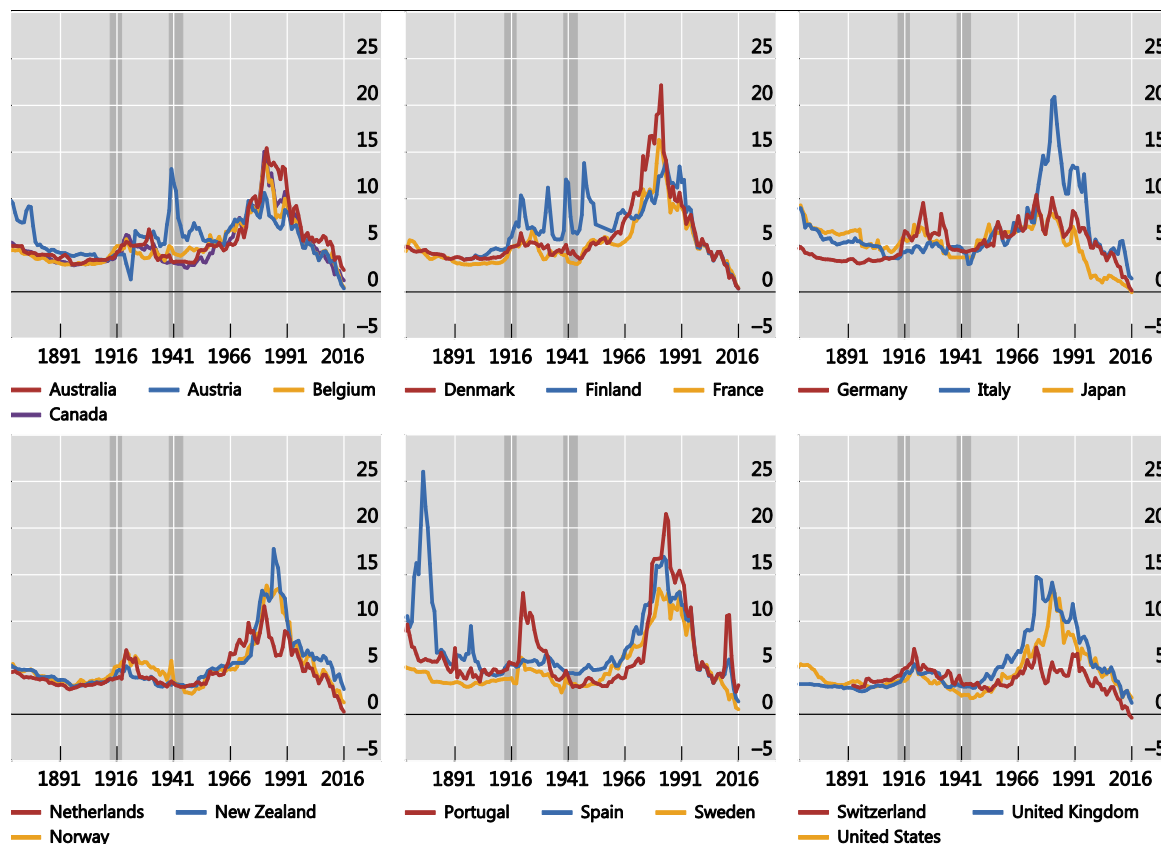 25 25 25
20 20 20
15 15 15
10 10 10
5 5 5
0 0 0
–5 –5 –5
1891 1916 1941 1966 1991 2016 1891 1916 1941 1966 1991 2016 1891 1916 1941 1966 1991 2016
Australia Austria Belgium Denmark Finland France Germany Italy Japan
Canada
25 25 25
20 20 20
15 15 15
10 10 10
5 5 5
0 0 0
–5 –5 –5
1891 1916 1941 1966 1991 2016 1891 1916 1941 1966 1991 2016 1891 1916 1941 1966 1991 2016
Netherlands New Zealand Portugal Spain Sweden Switzerland United Kingdom
Norway United States